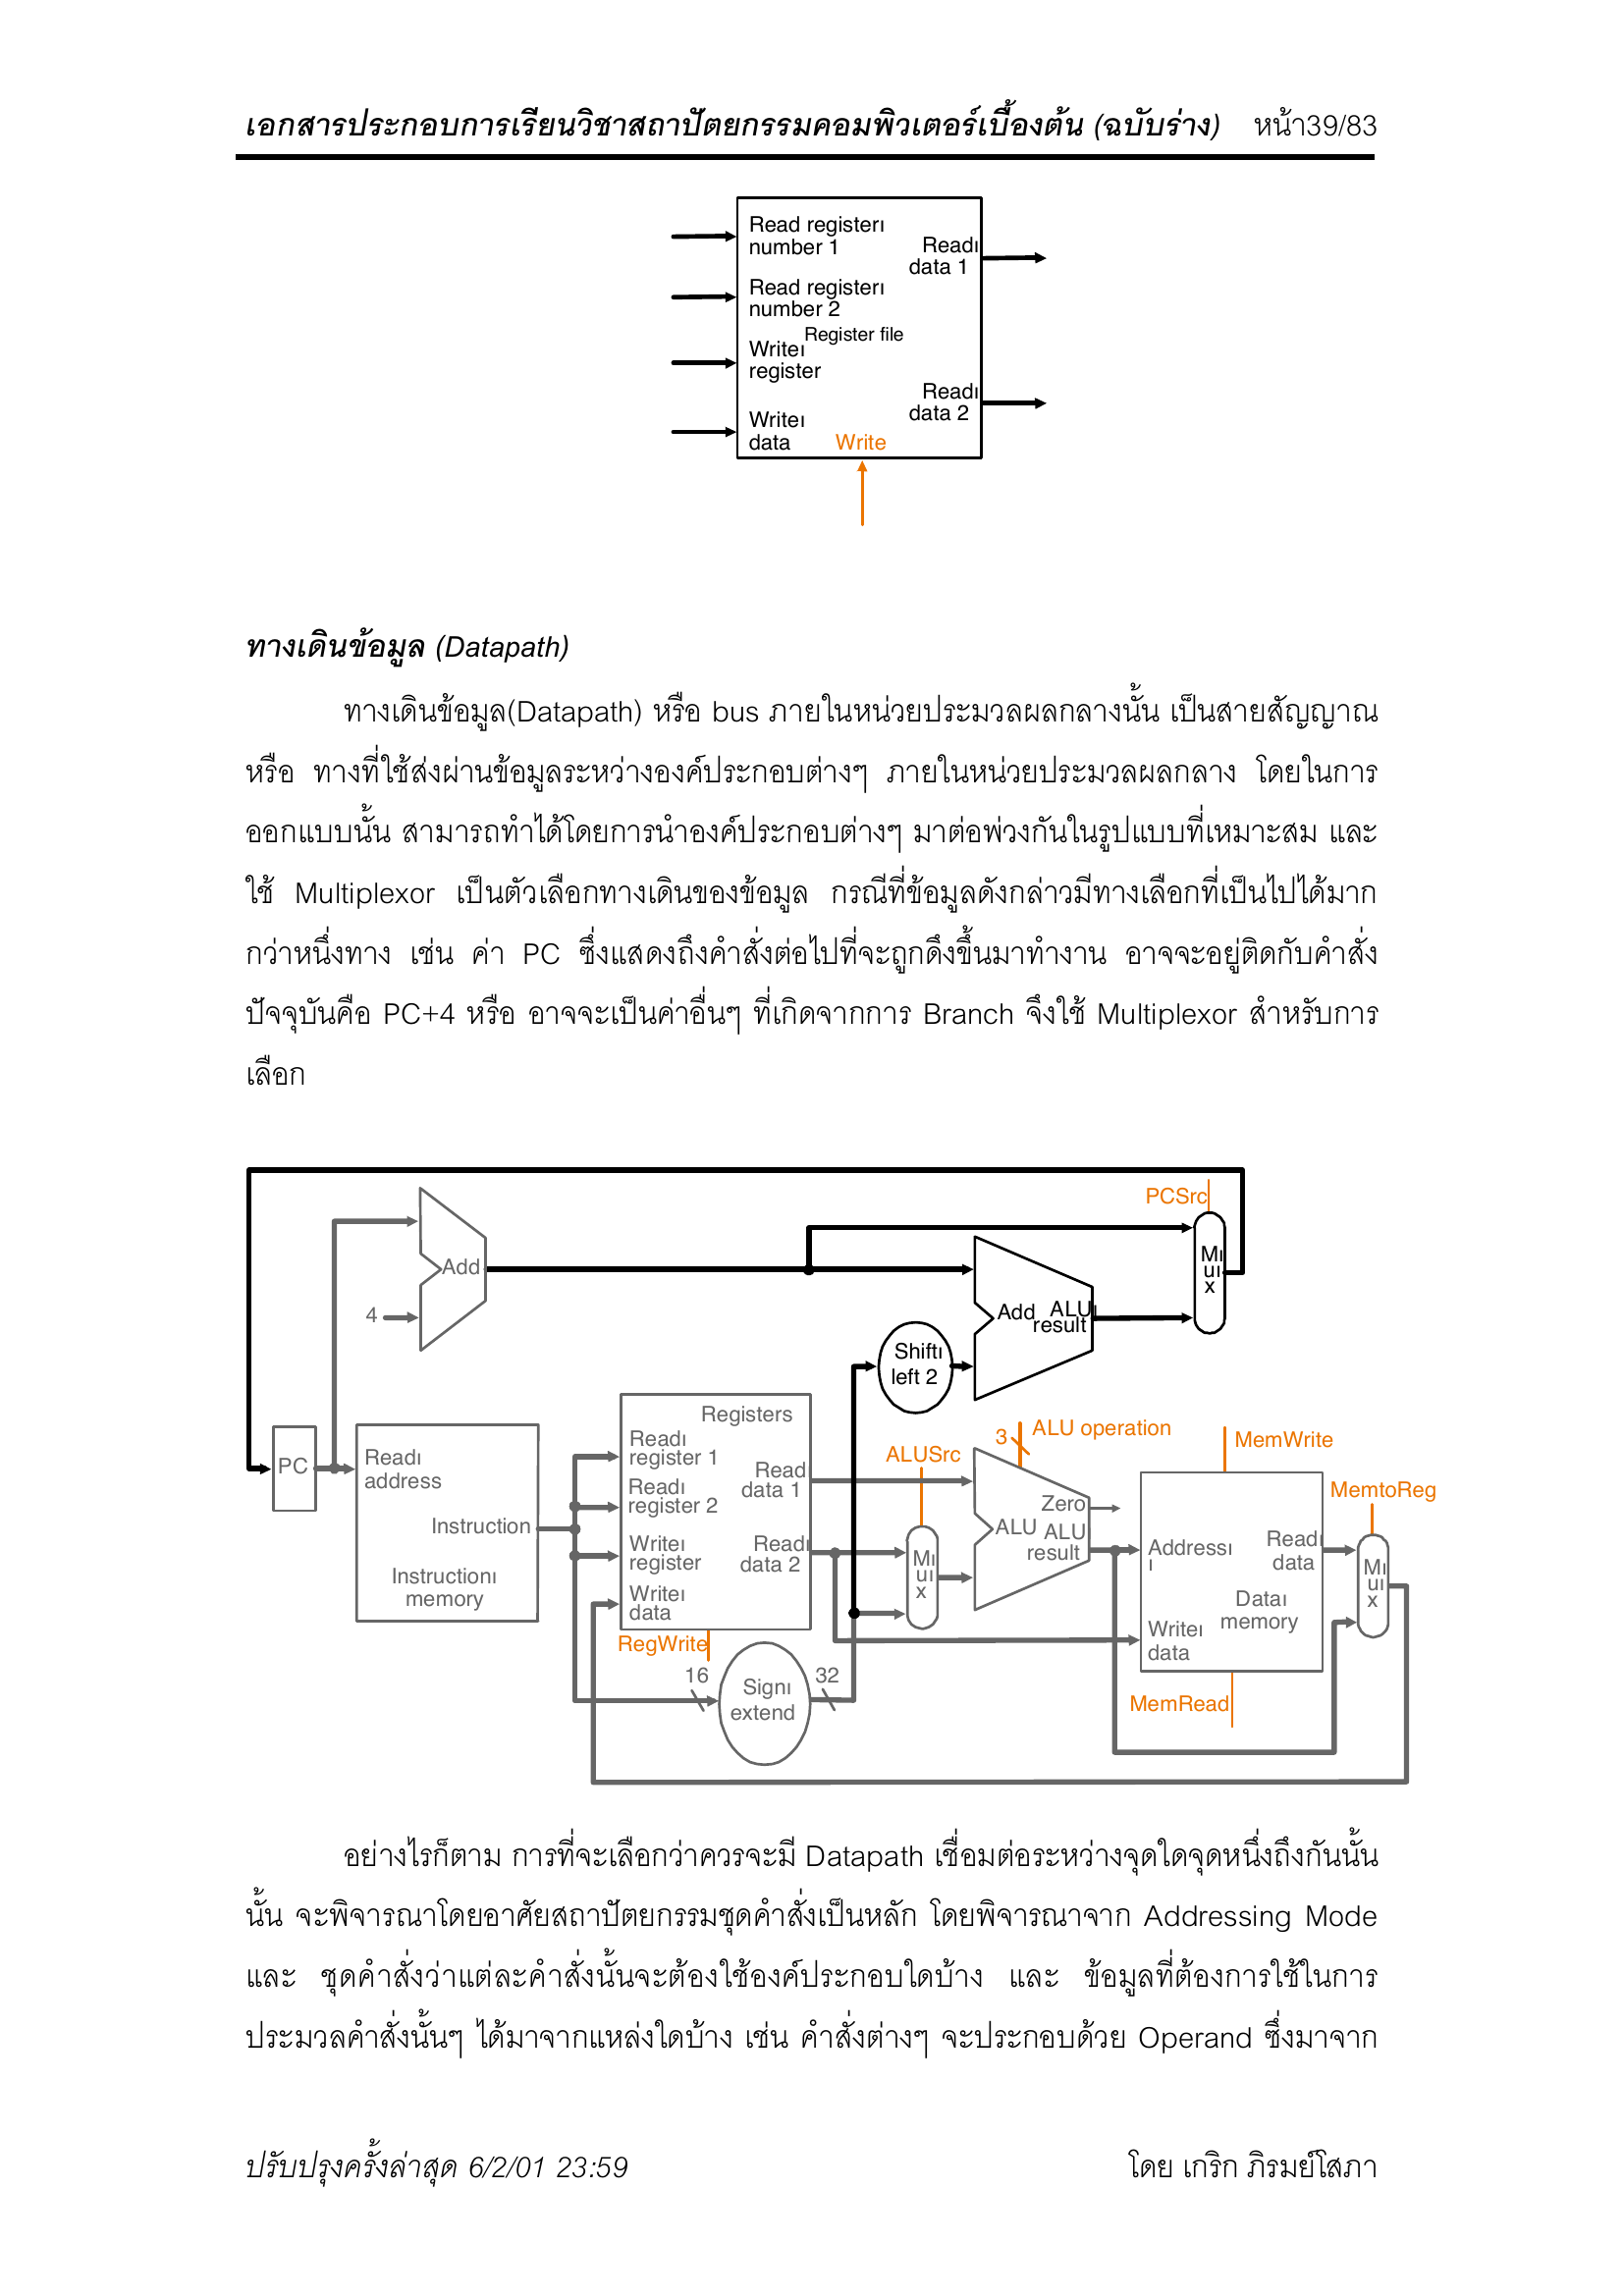 เอกสารประกอบการเรียนวิชาสถาปัตยกรรมคอมพิวเตอร์เบื้องต้น (ฉบับร่าง) หน้า39/83
Read registerı
number 1
Readı
data 1
Read registerı
number 2
Register file
Writeı
register
Readı
data 2
Writeı
data
Write
ทางเดินข้อมูล (Datapath)
ทางเดินข้อมูล(Datapath) หรือ bus ภายในหน่วยประมวลผลกลางนั้น เป็นสายสัญญาณ
หรือ ทางที่ใช้ส่งผ่านข้อมูลระหว่างองค์ประกอบต่างๆ ภายในหน่วยประมวลผลกลาง โดยในการ
ออกแบบนั้น สามารถทำได้โดยการนำองค์ประกอบต่างๆ มาต่อพ่วงกันในรูปแบบที่เหมาะสม และ
ใช้ Multiplexor เป็นตัวเลือกทางเดินของข้อมูล กรณีที่ข้อมูลดังกล่าวมีทางเลือกที่เป็นไปได้มาก
กว่าหนึ่งทาง เช่น ค่า PC ซึ่งแสดงถึงคำสั่งต่อไปที่จะถูกดึงขึ้นมาทำงาน อาจจะอยู่ติดกับคำสั่ง
ปัจจุบันคือ PC+4 หรือ อาจจะเป็นค่าอื่นๆ ที่เกิดจากการ Branch จึงใช้ Multiplexor สำหรับการ
เลือก
PCSrc
Mı
uı
x
Add
4
Add
ALUı
result
Shiftı
left 2
PC
Readı
address
Instruction
Instructionı
memory
Registers
Readı
register 1
Readı
register 2
Writeı
register
Writeı
data
Read
data 1
Readı
data 2
RegWrite
16
Signı
extend
32
ALUSrc
Mı
uı
x
3
ALU operation
Zero
ALU
ALU
result
MemWrite
Addressı
ı
Readı
data
Dataı
memory
Writeı
data
MemRead
MemtoReg
Mı
uı
x
อย่างไรก็ตาม การที่จะเลือกว่าควรจะมี Datapath เชื่อมต่อระหว่างจุดใดจุดหนึ่งถึงกันนั้น
นั้น จะพิจารณาโดยอาศัยสถาปัตยกรรมชุดคำสั่งเป็นหลัก โดยพิจารณาจาก Addressing Mode
และ ชุดคำสั่งว่าแต่ละคำสั่งนั้นจะต้องใช้องค์ประกอบใดบ้าง และ ข้อมูลที่ต้องการใช้ในการ
ประมวลคำสั่งนั้นๆ ได้มาจากแหล่งใดบ้าง เช่น คำสั่งต่างๆ จะประกอบด้วย Operand ซึ่งมาจาก
ปรับปรุงครั้งล่าสุด 6/2/01 23:59
โดย เกริก ภิรมย์โสภา